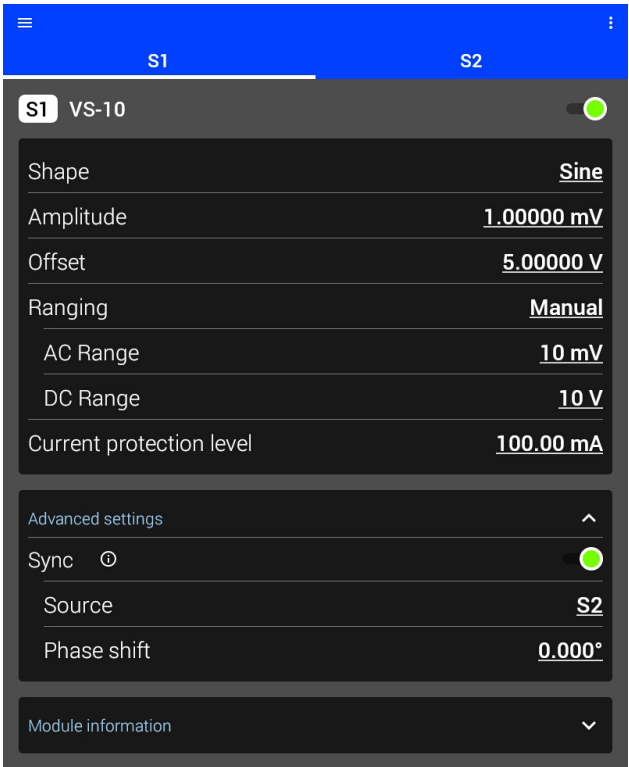 S1 S2
S1 VS-10
Shape Sine
Amplitude 1.00000 mV
Offset 5.00000 V
Ranging Manual
AC Range 10 mV
DC Range 10 V
Current protection level 100.00 mA
Advanced settings
Sync
Source S2
Phase shift 0.000°
Module information